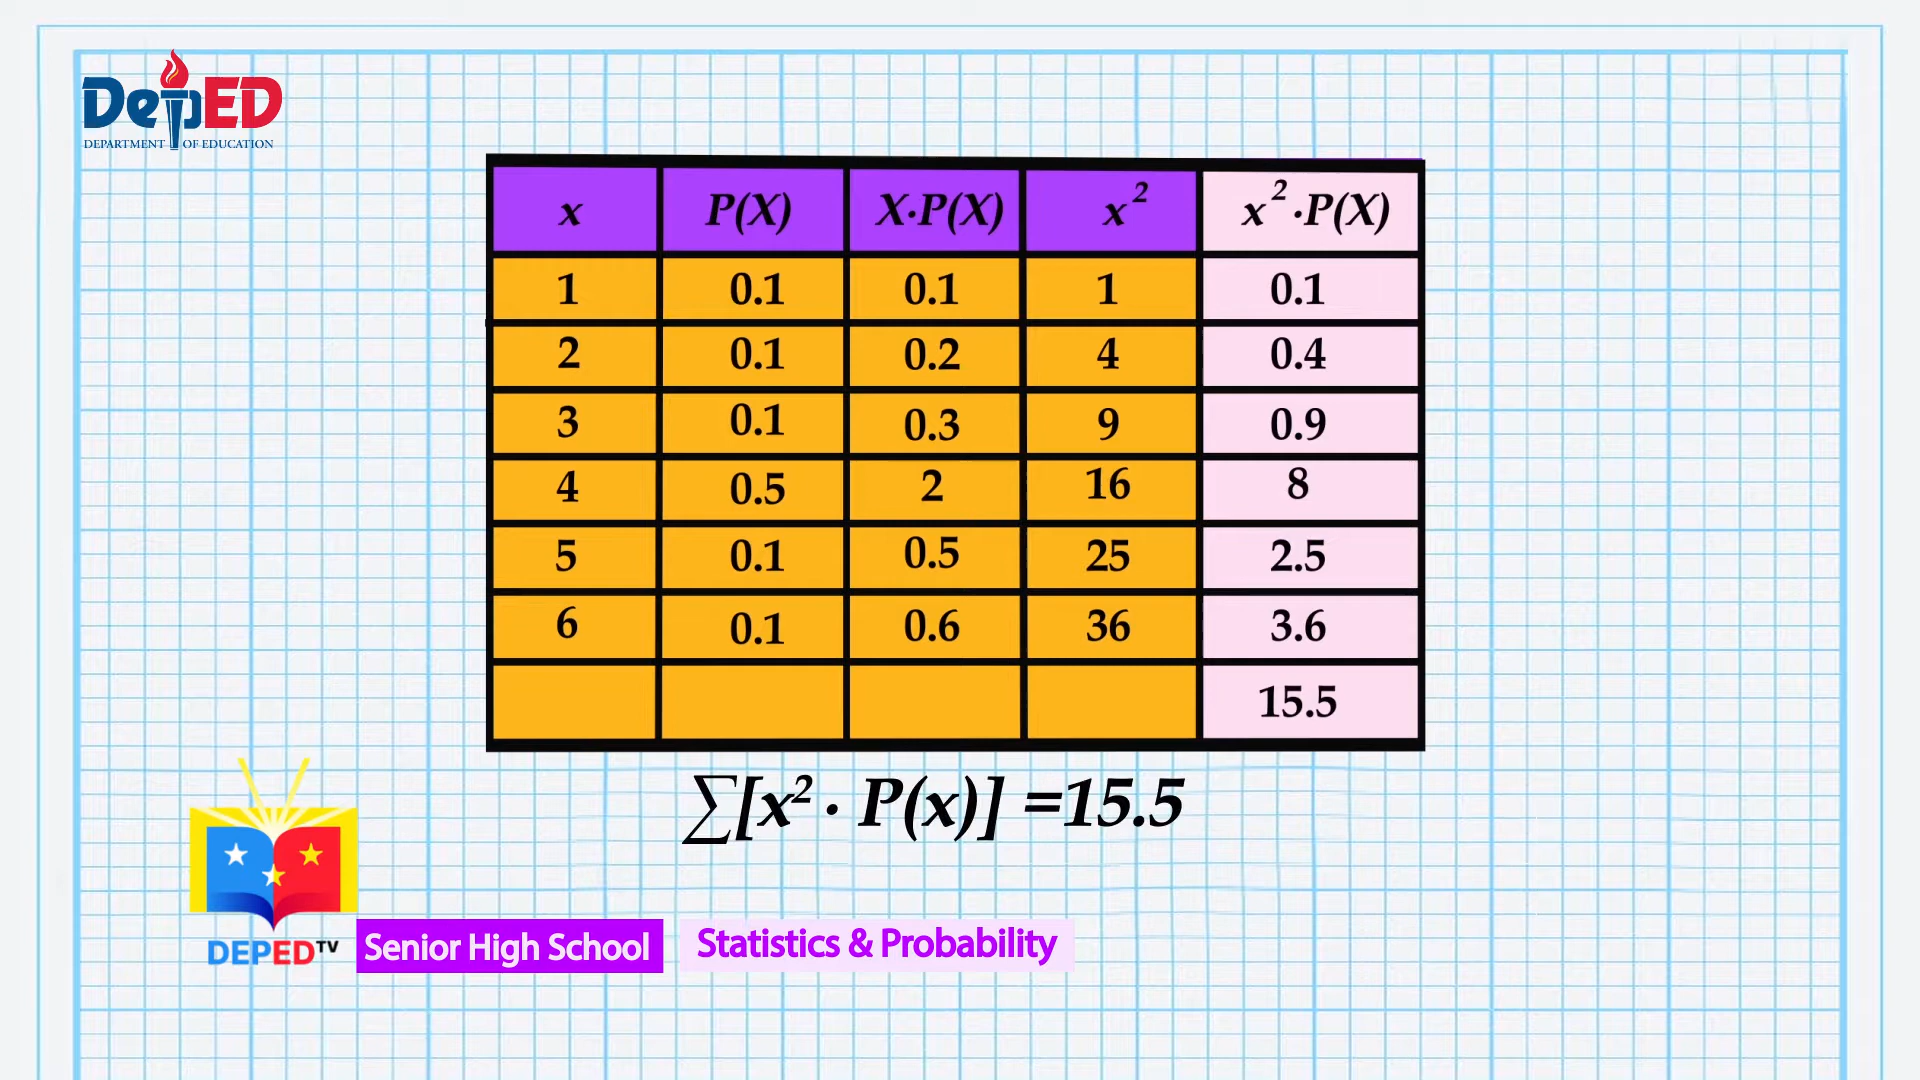 DepED
DEPARTMENT OF EDUCATION
x P(X) X·P(X) x² x²·P(X)
1 0.1 0.1 1 0.1
2 0.1 0.2 4 0.4
3 0.1 0.3 9 0.9
4 0.5 2 16 8
5 0.1 0.5 25 2.5
6 0.1 0.6 36 3.6
15.5
∑[x² · P(x)] =15.5
DEPED TV
Senior High School Statistics & Probability